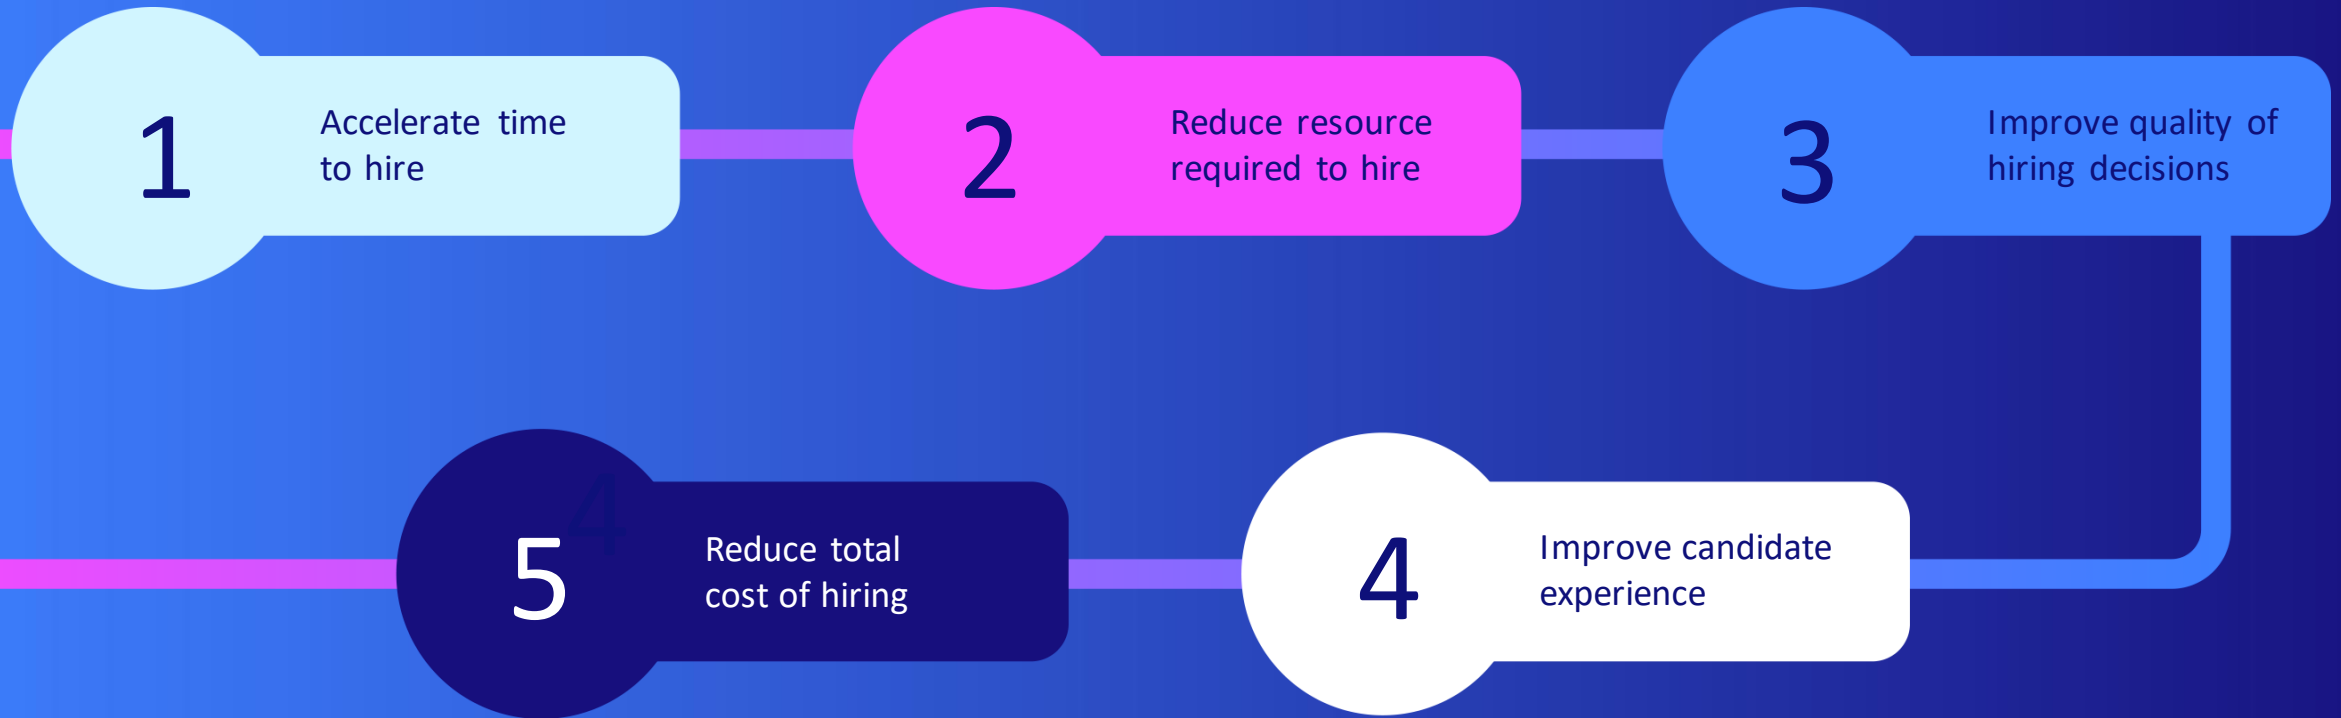 1
Accelerate time
to hire
2
Reduce resource
required to hire
3
Improve quality of
hiring decisions
4
5
Reduce total
cost of hiring
4
Improve candidate
experience